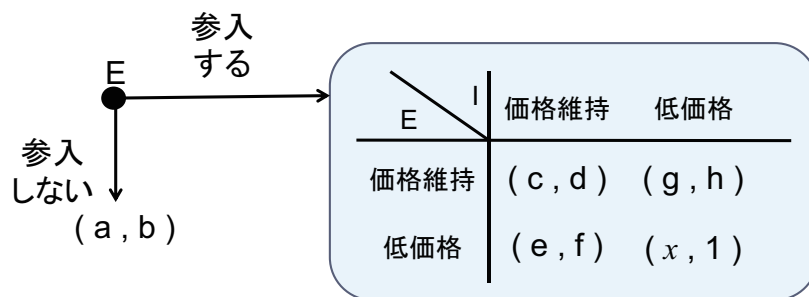 参入
する
E
参入
しない
( a , b )
I
E
価格維持 低価格
価格維持 ( c , d ) ( g , h )
低価格 ( e , f ) ( x , 1 )